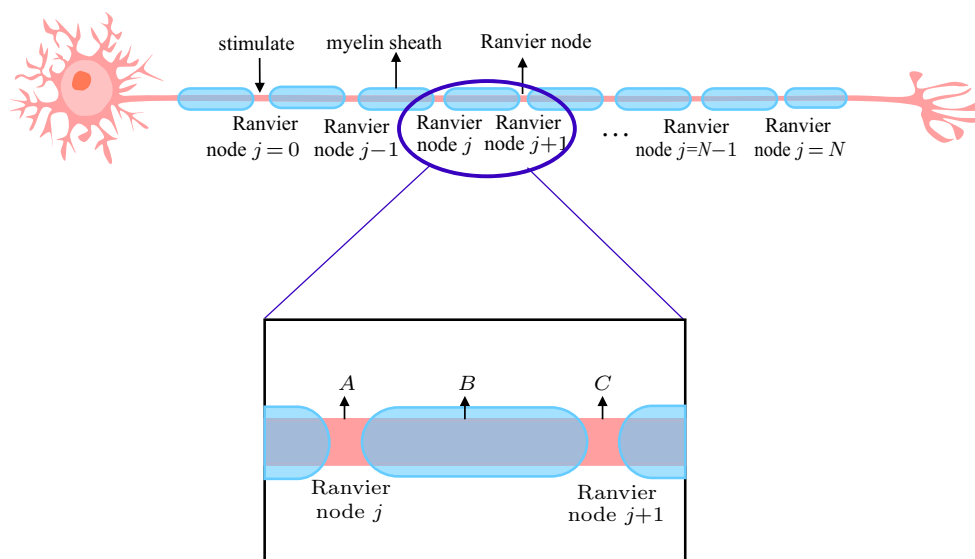 stimulate
myelin sheath
Ranvier node
Ranvier
node j=0
Ranvier
node j−1
Ranvier
node j
Ranvier
node j+1
...
Ranvier
node j=N-1
Ranvier
node j=N
A
B
C
Ranvier
node j
Ranvier
node j+1